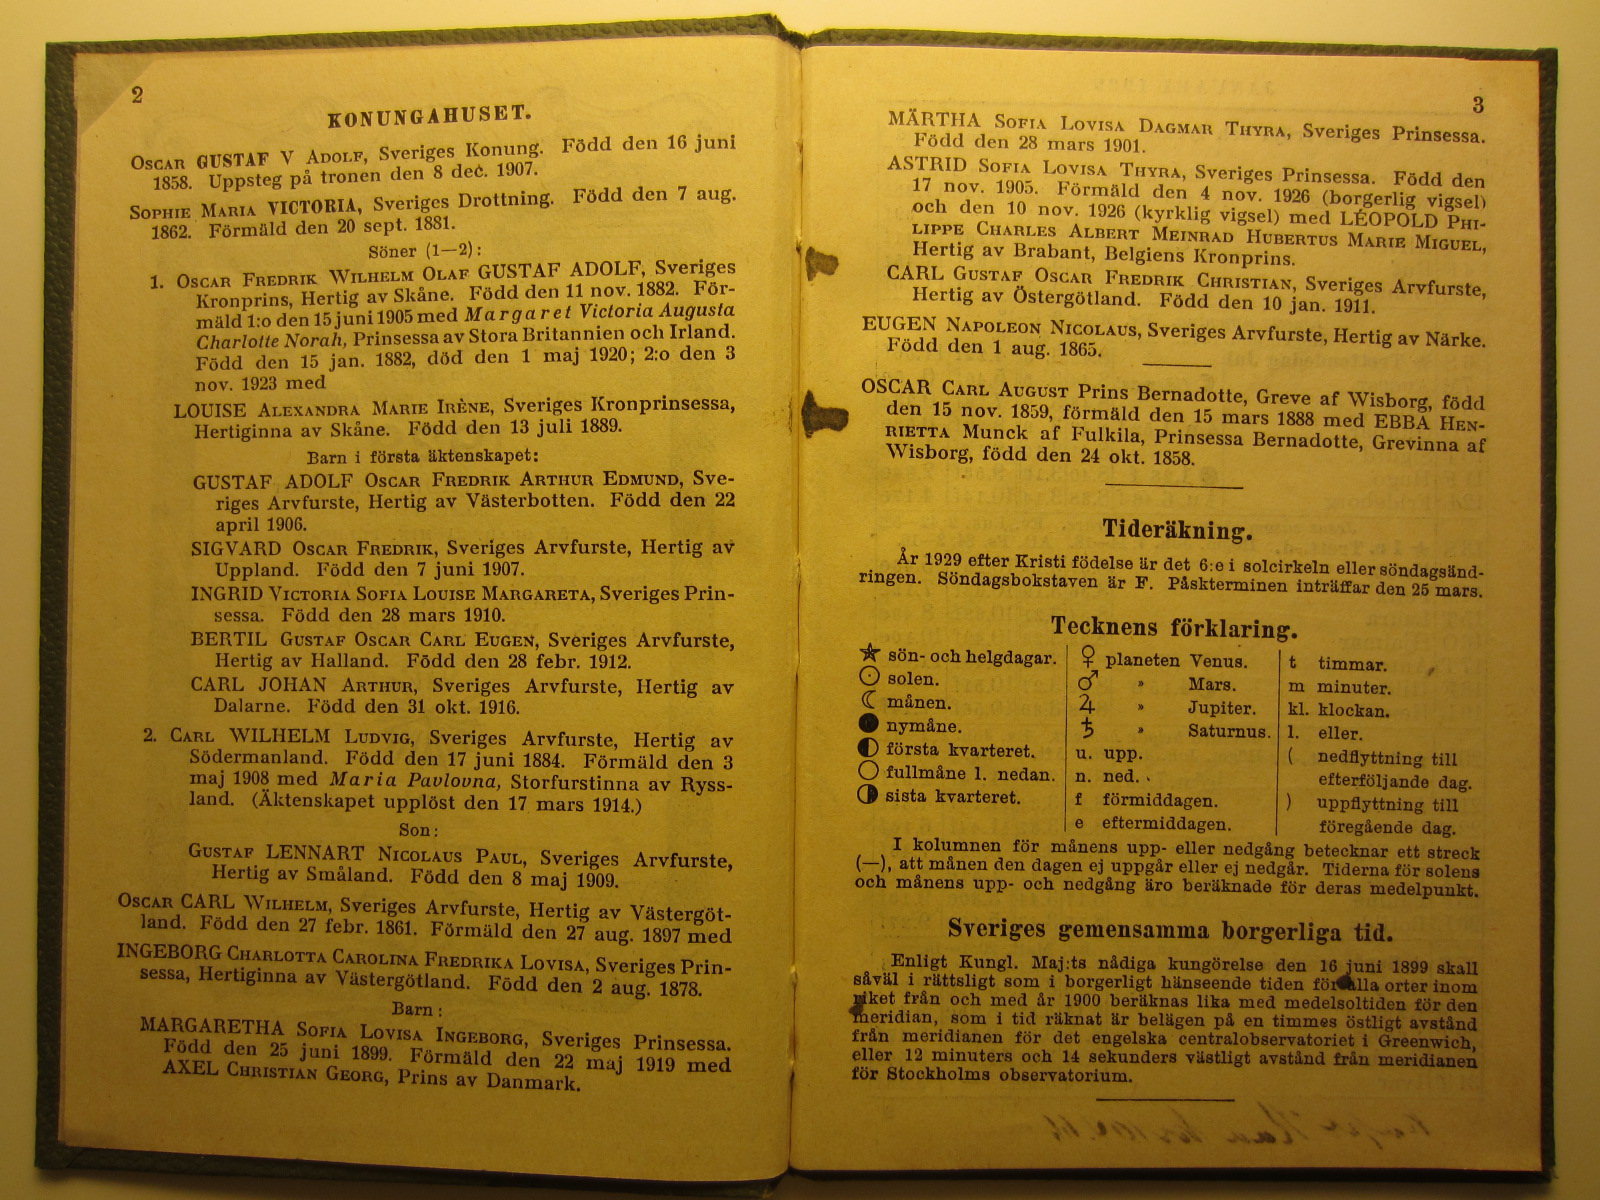 2
KONUNGAHUSET.
OSCAR GUSTAF V ADOLF, Sveriges Konung. Född den 16 juni
1858. Uppsteg på tronen den 8 dec. 1907.
SOPHIE MARIA VICTORIA, Sveriges Drottning. Född den 7 aug.
1862. Förmäld den 20 sept. 1881.
Söner (1—2):
1. OSCAR FREDRIK WILHELM OLAF GUSTAF ADOLF, Sveriges
Kronprins, Hertig av Skåne. Född den 11 nov. 1882. För-
mäld 1:o den 15 juni 1905 med Margaret Victoria Augusta
Charlotte Norah, Prinsessa av Stora Britannien och Irland.
Född den 15 jan. 1882, död den 1 maj 1920; 2:o den 3
nov. 1923 med
LOUISE ALEXANDRA MARIE IRÈNE, Sveriges Kronprinsessa,
Hertiginna av Skåne. Född den 13 juli 1889.
Barn i första äktenskapet:
GUSTAF ADOLF OSCAR FREDRIK ARTHUR EDMUND, Sve-
riges Arvfurste, Hertig av Västerbotten. Född den 22
april 1906.
SIGVARD OSCAR FREDRIK, Sveriges Arvfurste, Hertig av
Uppland. Född den 7 juni 1907.
INGRID VICTORIA SOFIA LOUISE MARGARETA, Sveriges Prin-
sessa. Född den 28 mars 1910.
BERTIL GUSTAF OSCAR CARL EUGEN, Sveriges Arvfurste,
Hertig av Halland. Född den 28 febr. 1912.
CARL JOHAN ARTHUR, Sveriges Arvfurste, Hertig av
Dalarne. Född den 31 okt. 1916.
2. CARL WILHELM LUDVIG, Sveriges Arvfurste, Hertig av
Södermanland. Född den 17 juni 1884. Förmäld den 3
maj 1908 med Maria Pavlovna, Storfurstinna av Ryss-
land. (Äktenskapet upplöst den 17 mars 1914.)
Son:
GUSTAF LENNART NICOLAUS PAUL, Sveriges Arvfurste,
Hertig av Småland. Född den 8 maj 1909.
OSCAR CARL WILHELM, Sveriges Arvfurste, Hertig av Västergöt-
land. Född den 27 febr. 1861. Förmäld den 27 aug. 1897 med
INGEBORG CHARLOTTA CAROLINA FREDRIKA LOVISA, Sveriges Prin-
sessa, Hertiginna av Västergötland. Född den 2 aug. 1878.
Barn:
MARGARETHA SOFIA LOVISA INGEBORG, Sveriges Prinsessa.
Född den 25 juni 1899. Förmäld den 22 maj 1919 med
AXEL CHRISTIAN GEORG, Prins av Danmark.
3
MÄRTHA SOFIA LOVISA DAGMAR THYRA, Sveriges Prinsessa.
Född den 28 mars 1901.
ASTRID SOFIA LOVISA THYRA, Sveriges Prinsessa. Född den
17 nov. 1905. Förmäld den 4 nov. 1926 (borgerlig vigsel)
och den 10 nov. 1926 (kyrklig vigsel) med LÉOPOLD PHI-
LIPPE CHARLES ALBERT MEINRAD HUBERTUS MARIE MIGUEL,
Hertig av Brabant, Belgiens Kronprins.
CARL GUSTAF OSCAR FREDRIK CHRISTIAN, Sveriges Arvfurste,
Hertig av Östergötland. Född den 10 jan. 1911.
EUGEN NAPOLEON NICOLAUS, Sveriges Arvfurste, Hertig av Närke.
Född den 1 aug. 1865.
OSCAR CARL AUGUST Prins Bernadotte, Greve af Wisborg, född
den 15 nov. 1859, förmäld den 15 mars 1888 med EBBA HEN-
RIETTA Munck af Fulkila, Prinsessa Bernadotte, Grevinna af
Wisborg, född den 24 okt. 1858.
Tideräkning.
År 1929 efter Kristi födelse är det 6:e i solcirkeln eller söndagsänd-
ringen. Söndagsbokstaven är F. Påskterminen inträffar den 25 mars.
Tecknens förklaring.
sön- och helgdagar.
☉ solen.
☾ månen.
● nymåne.
◐ första kvarteret.
○ fullmåne l. nedan.
◑ sista kvarteret.
♀ planeten Venus.
♂ » Mars.
♃ » Jupiter.
♄ » Saturnus.
u. upp.
n. ned.
f förmiddagen.
e eftermiddagen.
t timmar.
m minuter.
kl. klockan.
l. eller.
( nedflyttning till
efterföljande dag.
) uppflyttning till
föregående dag.
I kolumnen för månens upp- eller nedgång betecknar ett streck
(—), att månen den dagen ej uppgår eller ej nedgår. Tiderna för solens
och månens upp- och nedgång äro beräknade för deras medelpunkt.
Sveriges gemensamma borgerliga tid.
Enligt Kungl. Maj:ts nådiga kungörelse den 16 juni 1899 skall
såväl i rättsligt som i borgerligt hänseende tiden för alla orter inom
riket från och med år 1900 beräknas lika med medelsoltiden för den
meridian, som i tid räknat är belägen på en timmes östligt avstånd
från meridianen för det engelska centralobservatoriet i Greenwich,
eller 12 minuters och 14 sekunders västligt avstånd från meridianen
för Stockholms observatorium.